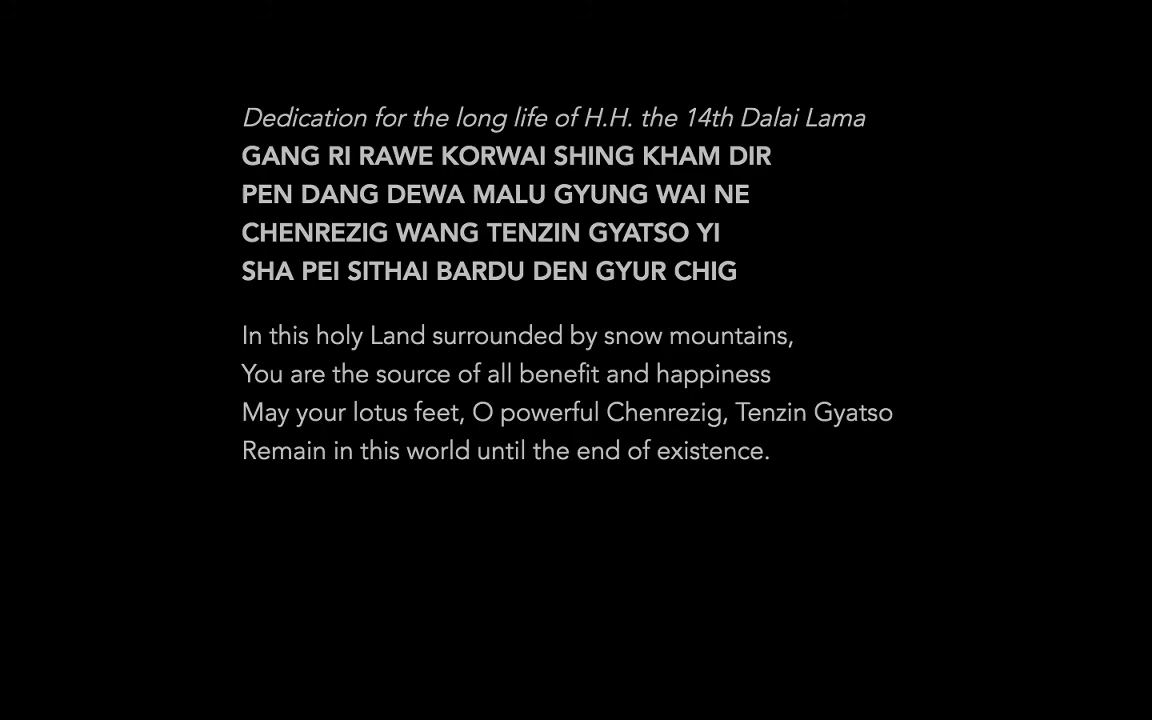 Dedication for the long life of H.H. the 14th Dalai Lama
GANG RI RAWE KORWAI SHING KHAM DIR
PEN DANG DEWA MALU GYUNG WAI NE
CHENREZIG WANG TENZIN GYATSO YI
SHA PEI SITHAI BARDU DEN GYUR CHIG
In this holy Land surrounded by snow mountains,
You are the source of all benefit and happiness
May your lotus feet, O powerful Chenrezig, Tenzin Gyatso
Remain in this world until the end of existence.